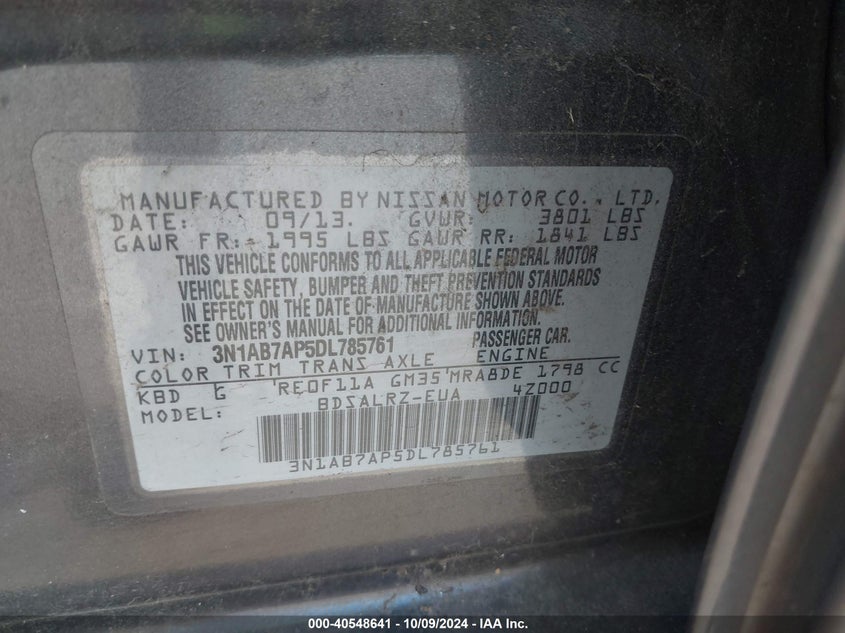 MANUFACTURED BY NISSAN MOTOR CO., LTD.
DATE: 09/13. GVWR: 3801 LBS
GAWR FR: 1995 LBS GAWR RR: 1841 LBS
THIS VEHICLE CONFORMS TO ALL APPLICABLE FEDERAL MOTOR
VEHICLE SAFETY, BUMPER AND THEFT PREVENTION STANDARDS
IN EFFECT ON THE DATE OF MANUFACTURE SHOWN ABOVE.
SEE OWNER'S MANUAL FOR ADDITIONAL INFORMATION.
VIN: 3N1AB7AP5DL785761 PASSENGER CAR.
COLOR TRIM TRANS AXLE ENGINE
KBD G RE0F11A GM35 MRA8DE 1798 CC
MODEL: BDSALRZ-EUA 4Z000
3N1AB7AP5DL785761
000-40548641 - 10/09/2024 - IAA Inc.